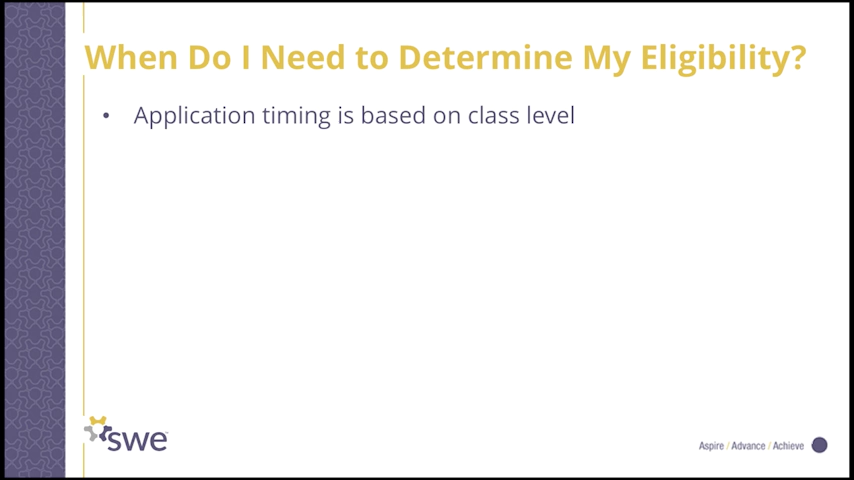 When Do I Need to Determine My Eligibility?
• Application timing is based on class level
swe
Aspire / Advance / Achieve